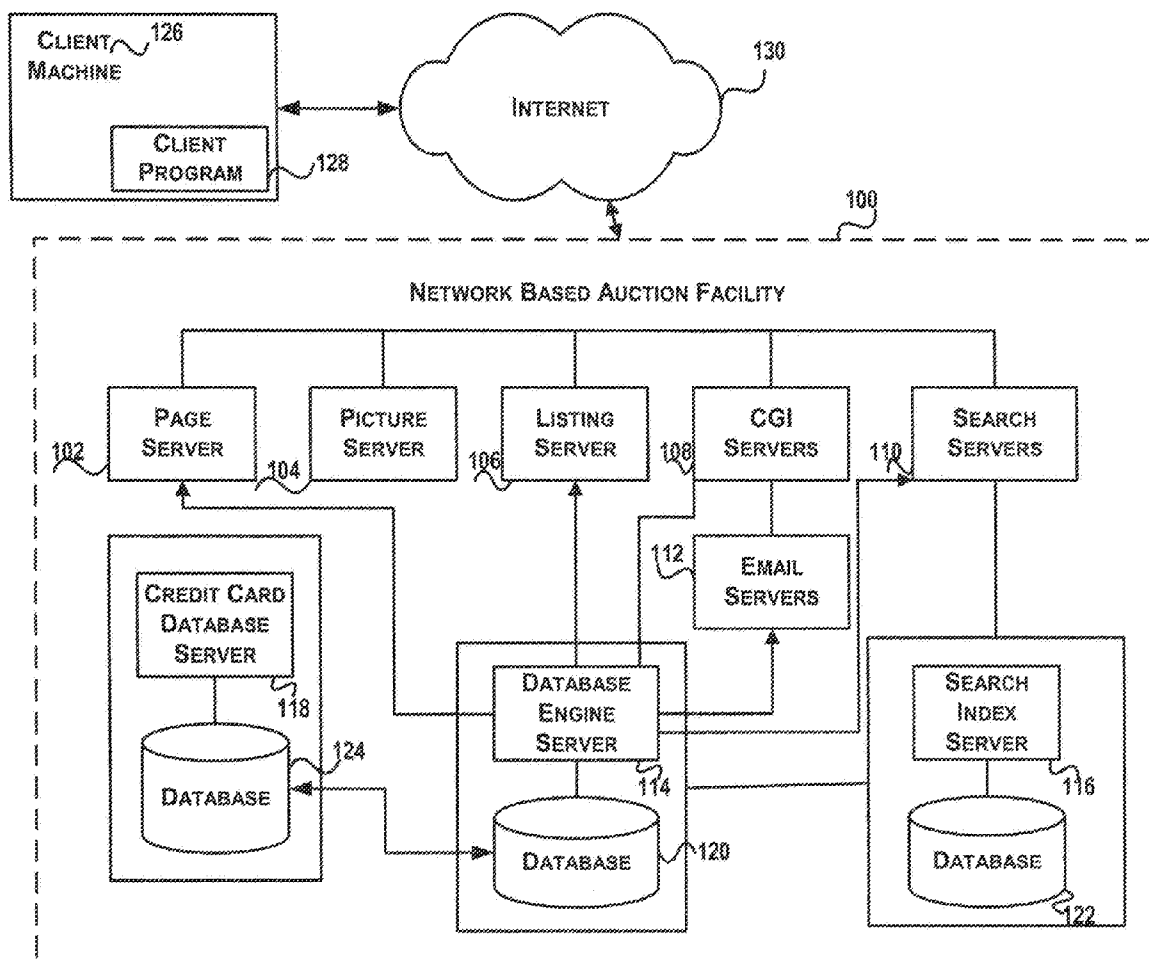 CLIENT 126
MACHINE
CLIENT
PROGRAM
128
INTERNET
130
100
NETWORK BASED AUCTION FACILITY
PAGE
SERVER
102
PICTURE
SERVER
104
LISTING
SERVER
106
CGI
SERVERS
108
SEARCH
SERVERS
110
EMAIL
SERVERS
112
CREDIT CARD
DATABASE
SERVER
118
DATABASE
124
DATABASE
ENGINE
SERVER
114
DATABASE
120
SEARCH
INDEX
SERVER
116
DATABASE
122